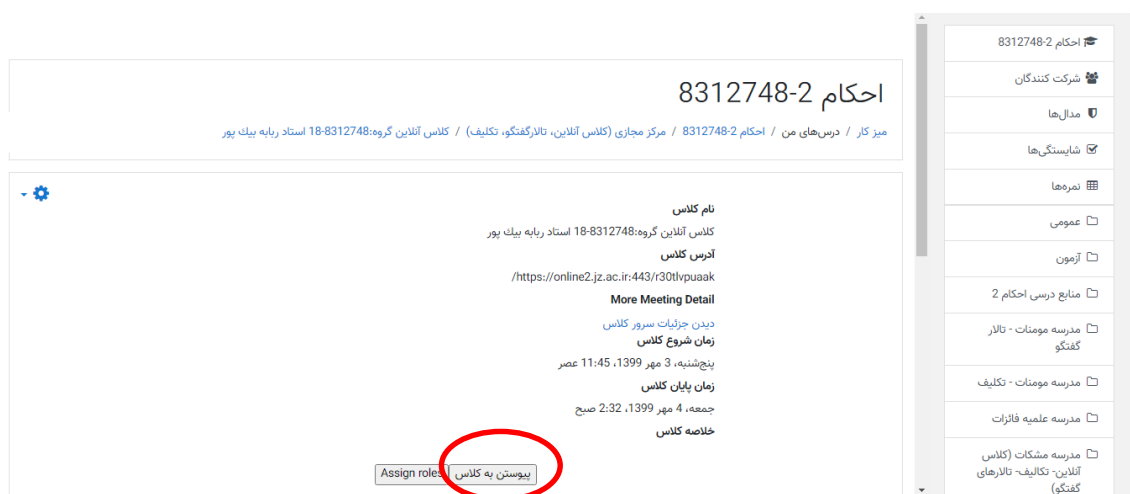 احکام 2-8312748
شرکت کنندگان
مدال‌ها
شایستگی‌ها
نمره‌ها
عمومی
آزمون
منابع درسی احکام 2
مدرسه مومنات - تالار
گفتگو
مدرسه مومنات - تکلیف
مدرسه علمیه فائزات
مدرسه مشکات (کلاس
آنلاین- تکالیف- تالارهای
گفتگو)
احکام 2-8312748
میز کار / درس‌های من / احکام 2-8312748 / مرکز مجازی (کلاس آنلاین، تالارگفتگو، تکلیف) / کلاس آنلاین گروه:8312748-18 استاد ربابه بيك پور
نام کلاس
کلاس آنلاین گروه:8312748-18 استاد ربابه بيك پور
آدرس کلاس
https://online2.jz.ac.ir:443/r30tlvpuaak/
More Meeting Detail
دیدن جزئیات سرور کلاس
زمان شروع کلاس
پنج‌شنبه، 3 مهر 1399، 11:45 عصر
زمان پایان کلاس
جمعه، 4 مهر 1399، 2:32 صبح
خلاصه کلاس
پیوستن به کلاس Assign roles